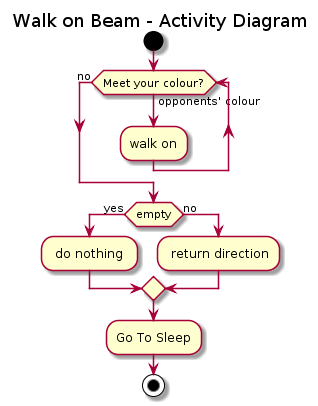 Walk on Beam - Activity Diagram
no
Meet your colour?
opponents' colour
walk on
yes
empty
no
do nothing
return direction
Go To Sleep